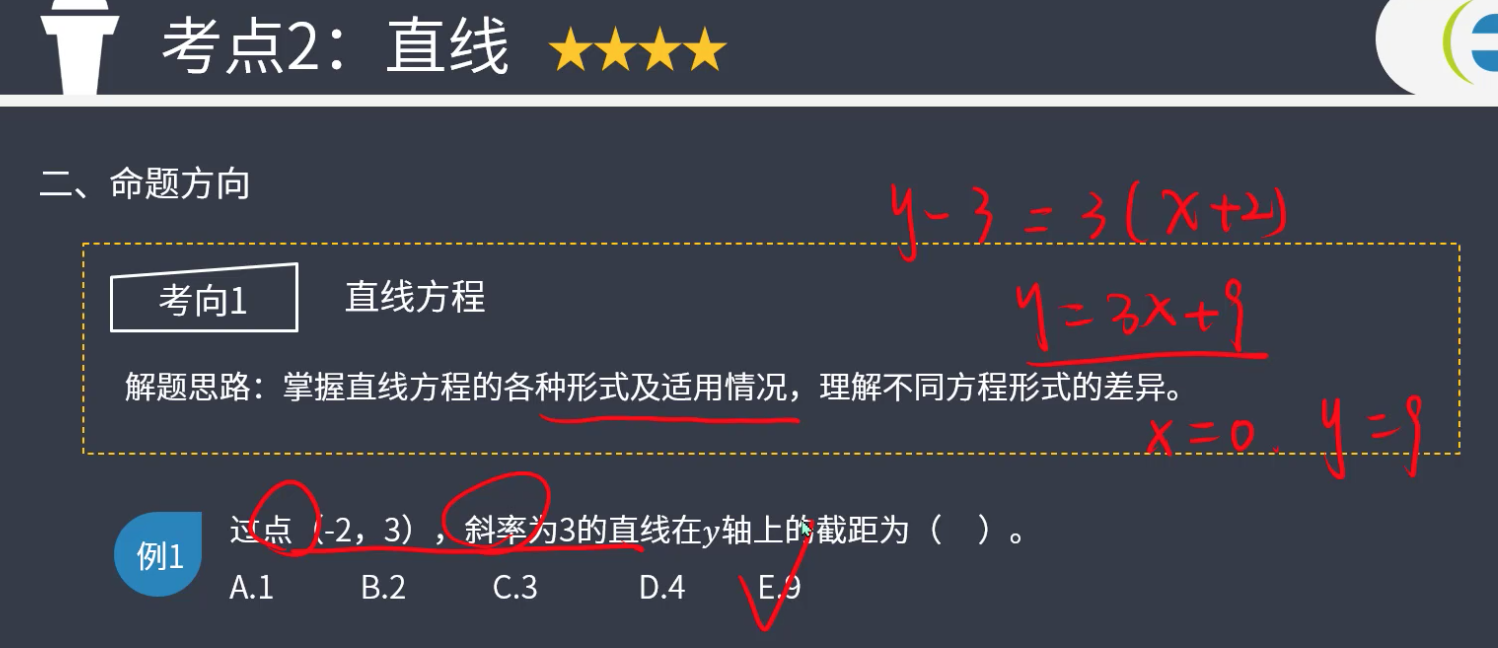 考点2：直线
二、命题方向
y-3=3(x+2)
考向1 直线方程
y=3x+9
解题思路：掌握直线方程的各种形式及适用情况，理解不同方程形式的差异。
x=0. y=9
例1 过点（-2，3），斜率为3的直线在y轴上的截距为（ ）。
A.1 B.2 C.3 D.4 E.9